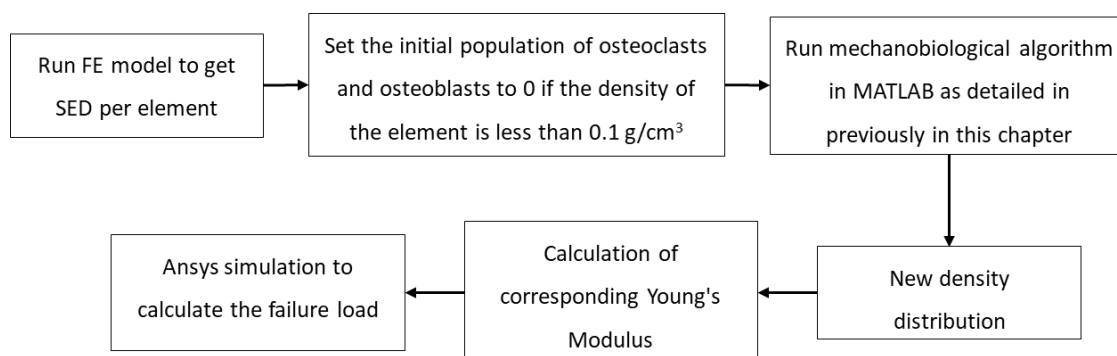 Run FE model to get
SED per element
Set the initial population of osteoclasts
and osteoblasts to 0 if the density of
the element is less than 0.1 g/cm³
Run mechanobiological algorithm
in MATLAB as detailed in
previously in this chapter
New density
distribution
Calculation of
corresponding Young's
Modulus
Ansys simulation to
calculate the failure load